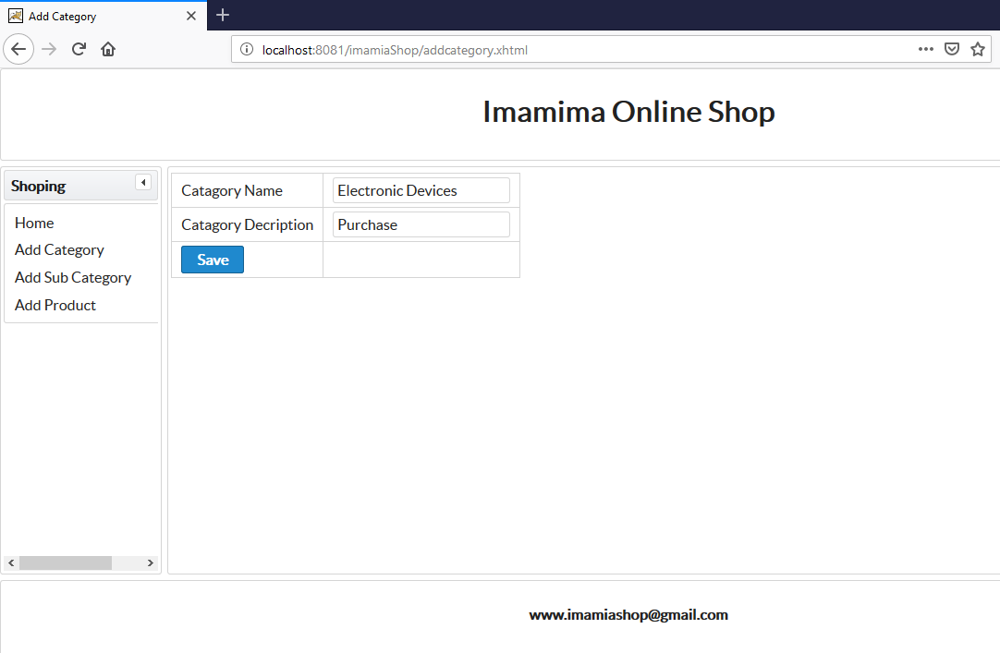 Add Category
localhost:8081/imamiaShop/addcategory.xhtml
Imamima Online Shop
Shoping
Home
Add Category
Add Sub Category
Add Product
Catagory Name Electronic Devices
Catagory Decription Purchase
Save
www.imamiashop@gmail.com